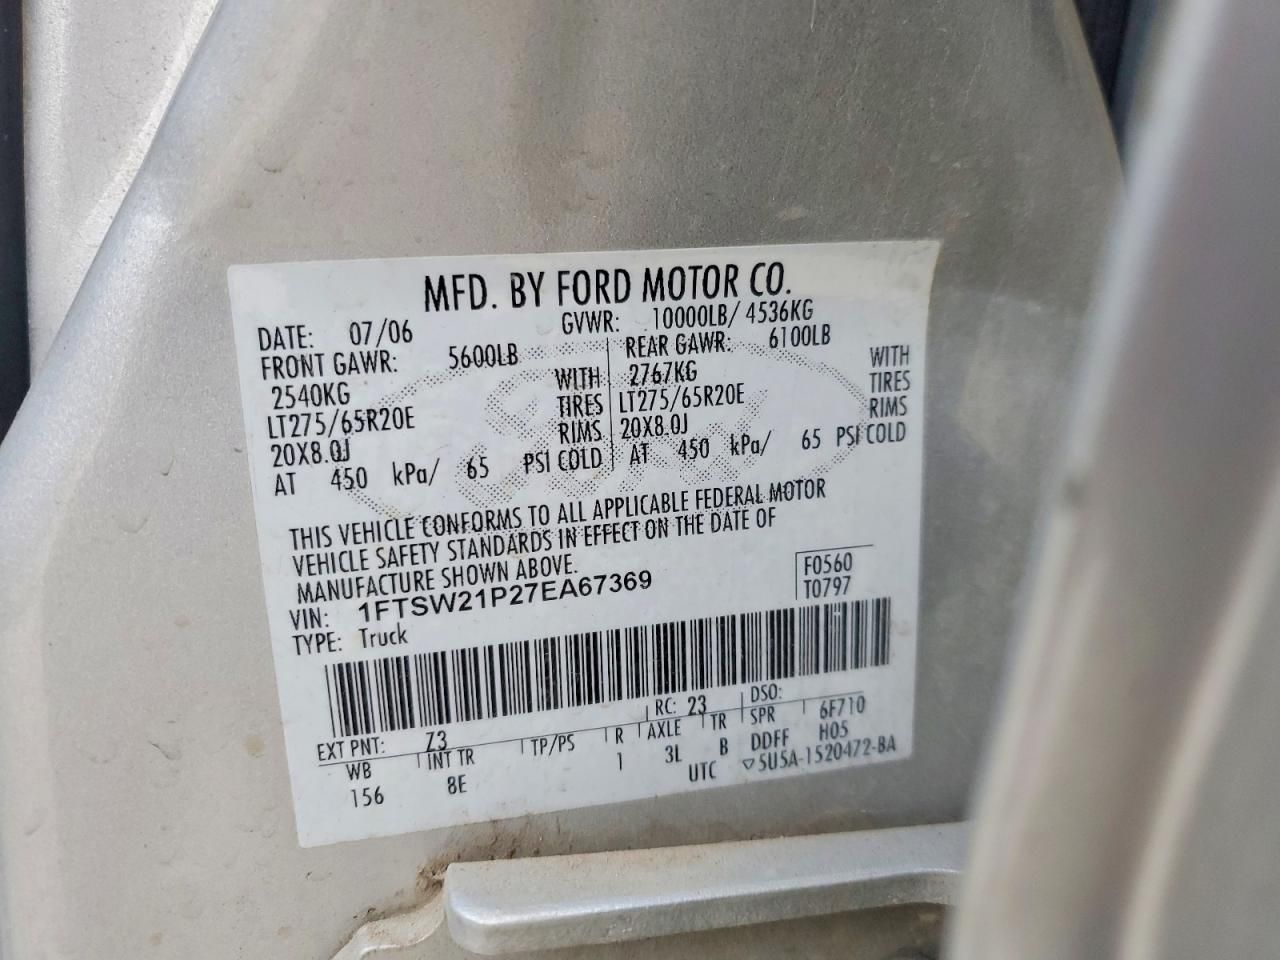 MFD. BY FORD MOTOR CO.
DATE: 07/06 GVWR: 10000LB/ 4536KG
FRONT GAWR: 5600LB REAR GAWR: 6100LB
2540KG WITH 2767KG WITH
LT275/65R20E TIRES LT275/65R20E TIRES
20X8.0J RIMS 20X8.0J RIMS
AT 450 kPa/ 65 PSI COLD AT 450 kPa/ 65 PSI COLD
THIS VEHICLE CONFORMS TO ALL APPLICABLE FEDERAL MOTOR
VEHICLE SAFETY STANDARDS IN EFFECT ON THE DATE OF
MANUFACTURE SHOWN ABOVE.
F0560
VIN: 1FTSW21P27EA67369 T0797
TYPE: Truck
EXT PNT: Z3 RC: 23 DSO:
WB INT TR TP/PS R AXLE TR SPR 6F710
156 8E 1 3L B DDFF H05
UTC ▽5U5A-1520472-BA